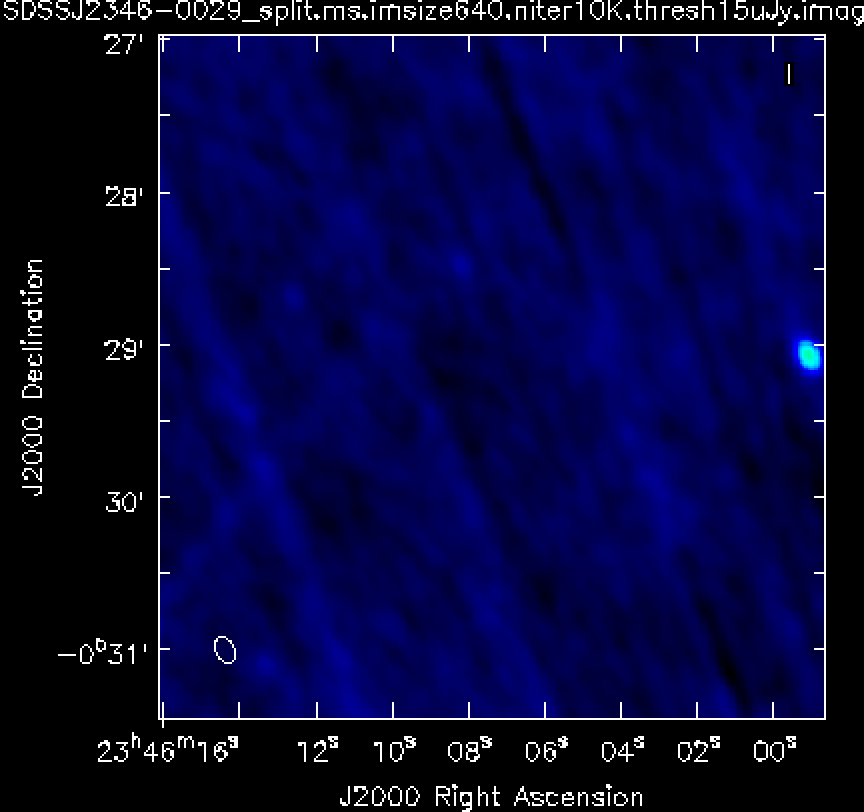 SDSSJ2346-0029_split.ms.imsize640.niter10K.thresh15uJy.imag
I
27'
28'
29'
30'
-0°31'
J2000 Declination
23h46m16s 12s 10s 08s 06s 04s 02s 00s
J2000 Right Ascension